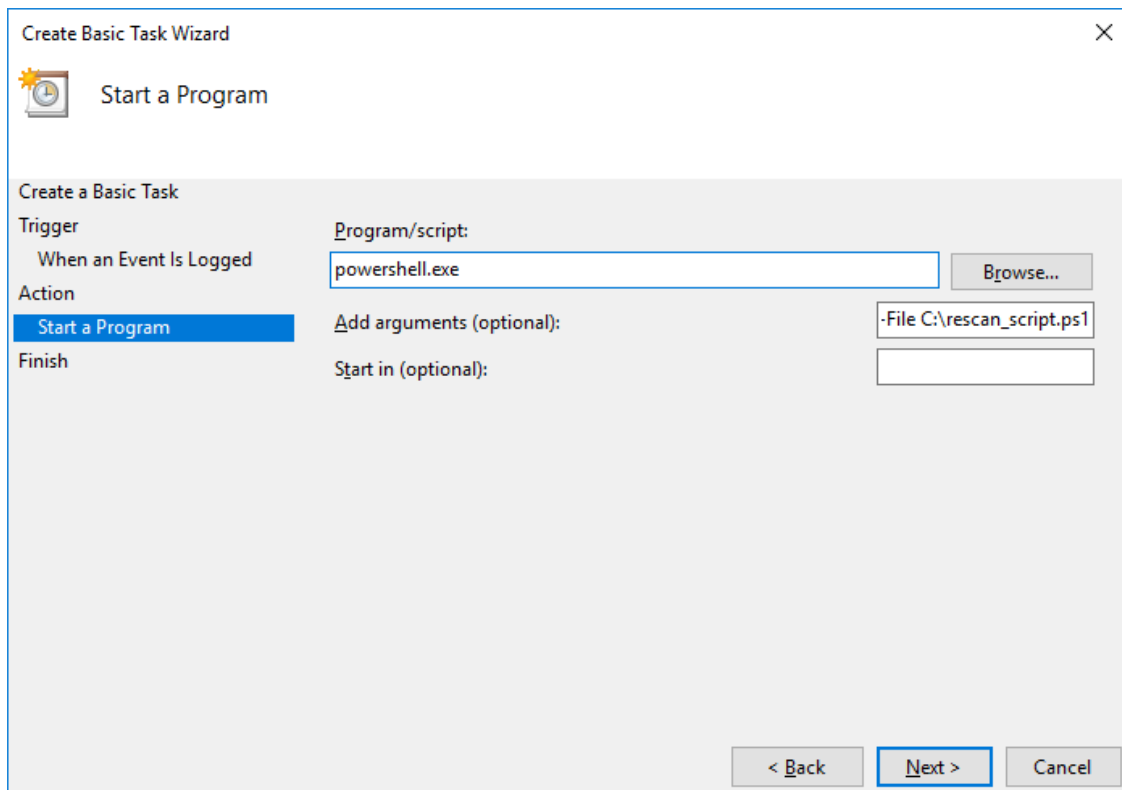 Create Basic Task Wizard
Start a Program
Create a Basic Task
Trigger
When an Event Is Logged
Action
Start a Program
Finish
Program/script:
powershell.exe
Browse...
Add arguments (optional):
-File C:\rescan_script.ps1
Start in (optional):
< Back
Next >
Cancel